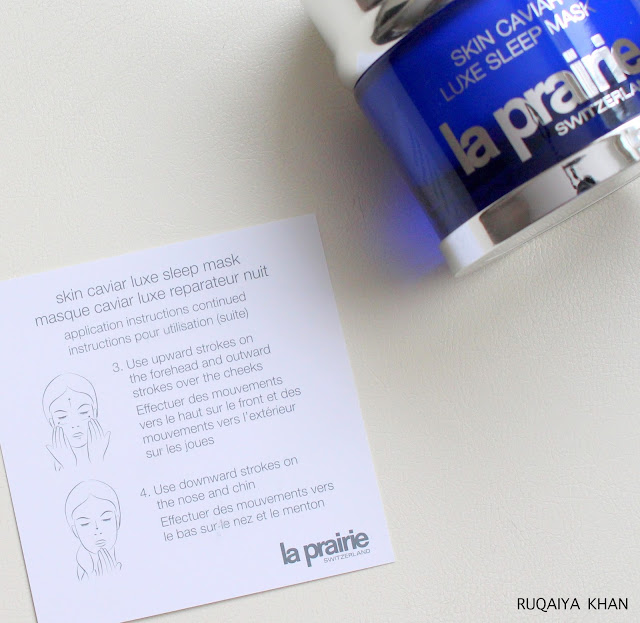 SKIN CAVIAR
LUXE SLEEP MASK
la prairie
SWITZERLAND
skin caviar luxe sleep mask
masque caviar luxe reparateur nuit
application instructions continued
instructions pour utilisation (suite)
3. Use upward strokes on
the forehead and outward
strokes over the cheeks
Effectuer des mouvements
vers le haut sur le front et des
mouvements vers l'extérieur
sur les joues
4. Use downward strokes on
the nose and chin
Effectuer des mouvements vers
le bas sur le nez et le menton
la prairie
SWITZERLAND
RUQAIYA KHAN